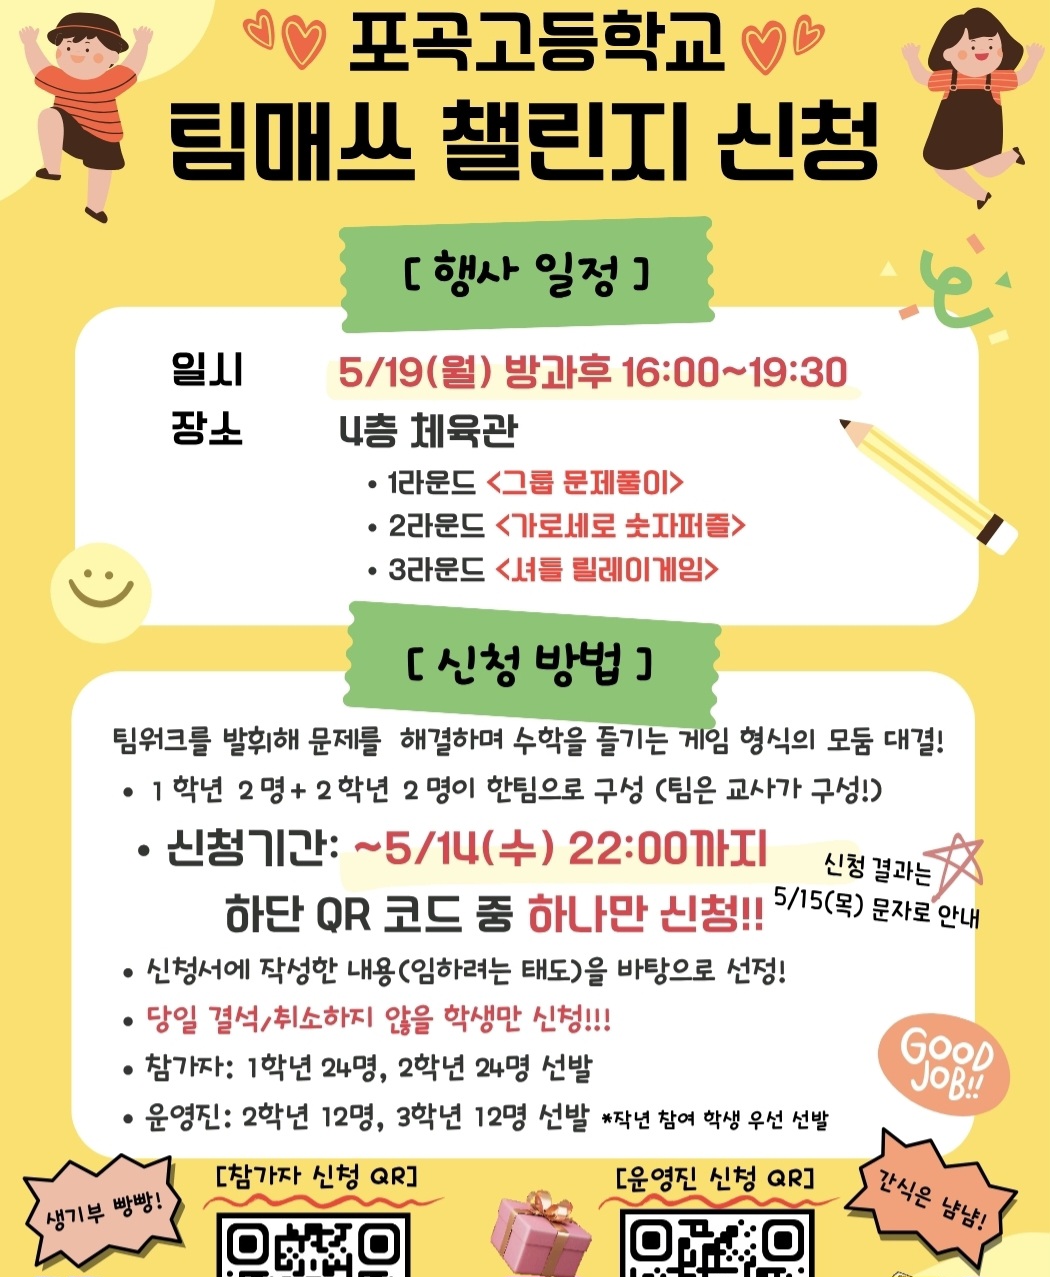 포곡고등학교
팀매쓰 챌린지 신청
[ 행사 일정 ]
일시 5/19(월) 방과후 16:00~19:30
장소 4층 체육관
• 1라운드 <그룹 문제풀이>
• 2라운드 <가로세로 숫자퍼즐>
• 3라운드 <셔틀 릴레이게임>
[ 신청 방법 ]
팀워크를 발휘해 문제를 해결하며 수학을 즐기는 게임 형식의 모둠 대결!
• 1 학년 2 명+ 2 학년 2 명이 한팀으로 구성 (팀은 교사가 구성!)
• 신청기간: ~5/14(수) 22:00까지
하단 QR 코드 중 하나만 신청!!
신청 결과는
5/15(목) 문자로 안내
• 신청서에 작성한 내용(임하려는 태도)을 바탕으로 선정!
• 당일 결석/취소하지 않을 학생만 신청!!!
• 참가자: 1학년 24명, 2학년 24명 선발
• 운영진: 2학년 12명, 3학년 12명 선발 *작년 참여 학생 우선 선발
GOOD
JOB!!
생기부 빵빵!
[참가자 신청 QR]
[운영진 신청 QR]
간식은 냠냠!